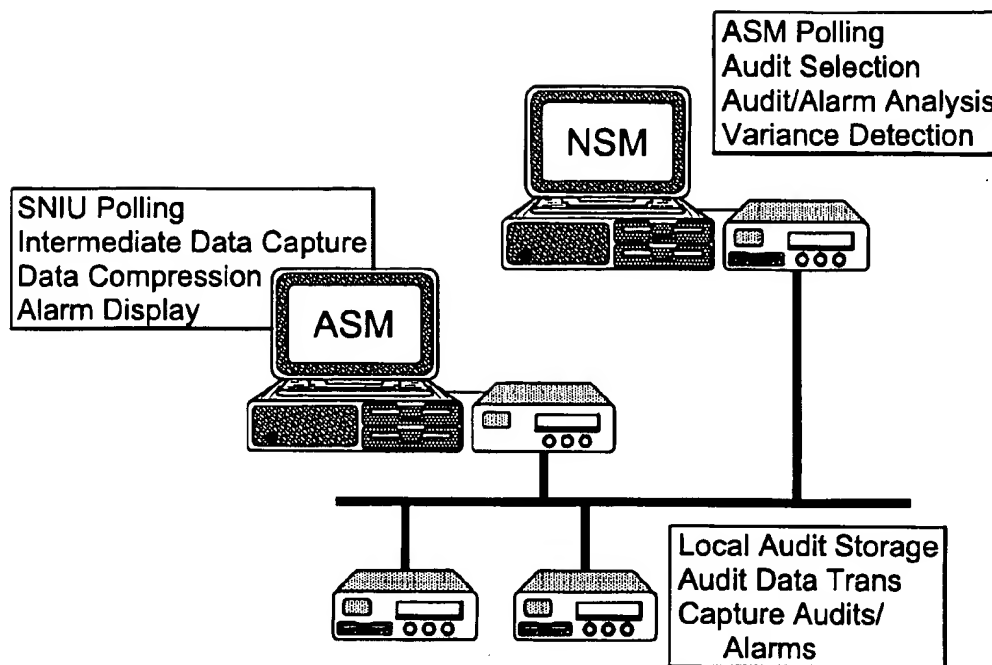 ASM Polling
Audit Selection
Audit/Alarm Analysis
Variance Detection
NSM
SNIU Polling
Intermediate Data Capture
Data Compression
Alarm Display
ASM
Local Audit Storage
Audit Data Trans
Capture Audits/
Alarms